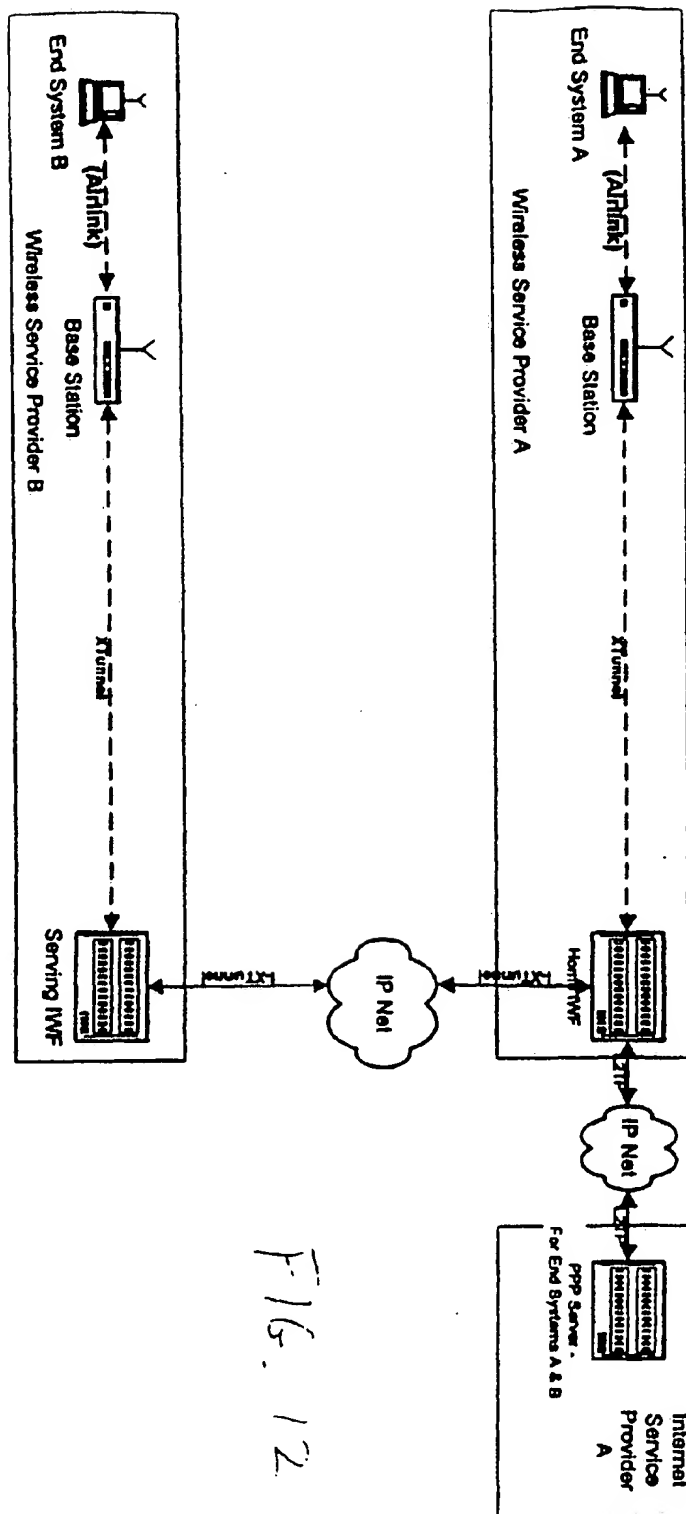 End System A
(Airlink)
Base Station
Wireless Service Provider A
XTunnel
Home IWF
IP Net
PPP Server -
For End Systems A & B
Internet
Service
Provider
A
I-XTunnel
IP Net
I-XTunnel
End System B
(Airlink)
Base Station
Wireless Service Provider B
XTunnel
Serving IWF
FIG. 12